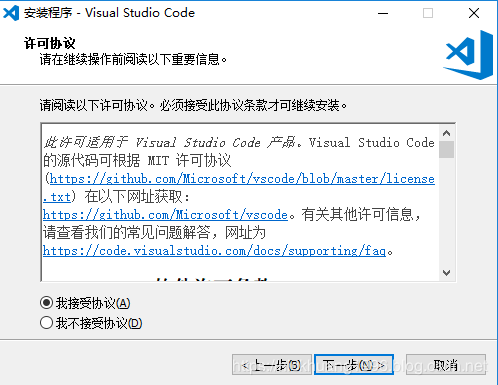 安装程序 - Visual Studio Code
许可协议
请在继续操作前阅读以下重要信息。
请阅读以下许可协议。必须接受此协议条款才可继续安装。
此许可适用于 Visual Studio Code 产品。Visual Studio Code
的源代码可根据 MIT 许可协议
(https://github.com/Microsoft/vscode/blob/master/license
.txt) 在以下网址获取:
https://github.com/Microsoft/vscode。有关其他许可信息，
请查看我们的常见问题解答，网址为
https://code.visualstudio.com/docs/supporting/faq。
我接受协议(A)
我不接受协议(D)
< 上一步(B)
下一步(N) >
取消